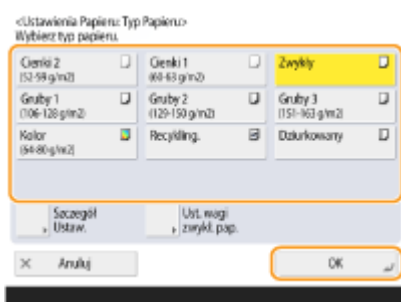 <Ustawienia Papieru: Typ Papieru>
Wybierz typ papieru.
Cienki 2
(52-59 g/m2)
Cienki 1
(60-63 g/m2)
Zwykły
Gruby 1
(106-128 g/m2)
Gruby 2
(129-150 g/m2)
Gruby 3
(151-163 g/m2)
Kolor
(64-80 g/m2)
Recykling.
Dziurkowany
Szczegół
Ustaw.
Ust. wagi
zwykł. pap.
Anuluj
OK